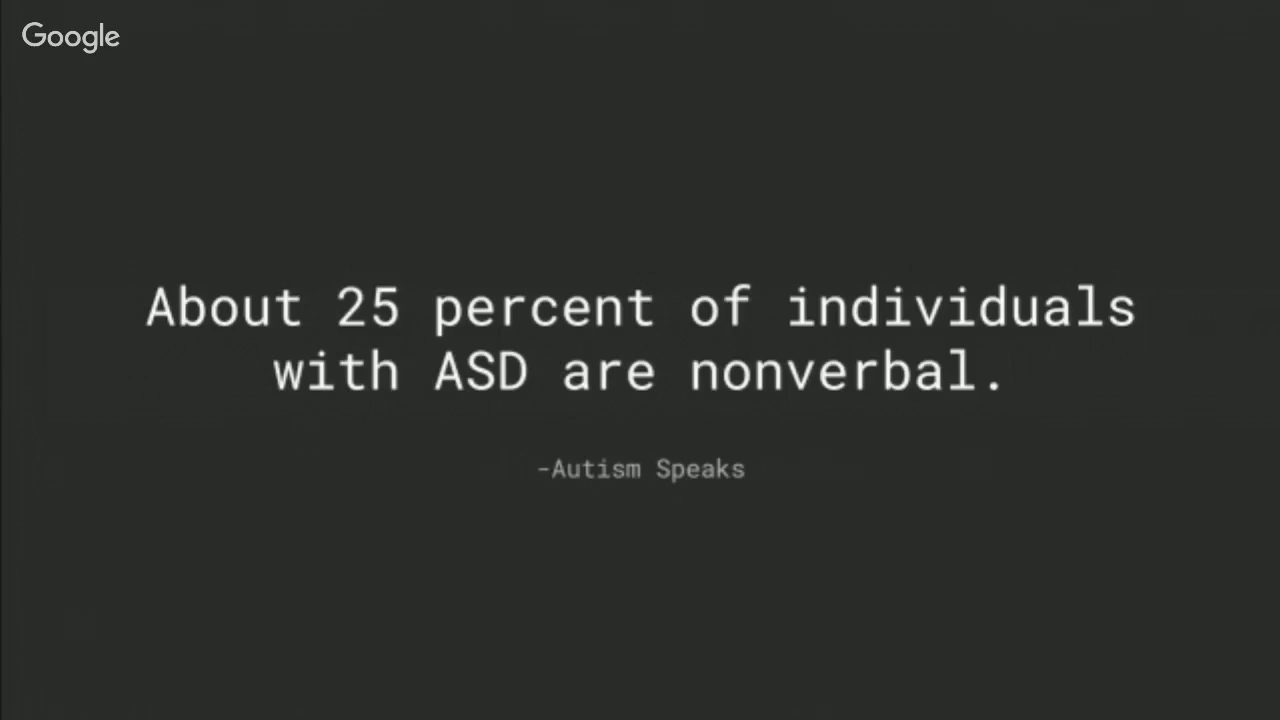 Google
About 25 percent of individuals
with ASD are nonverbal.
-Autism Speaks